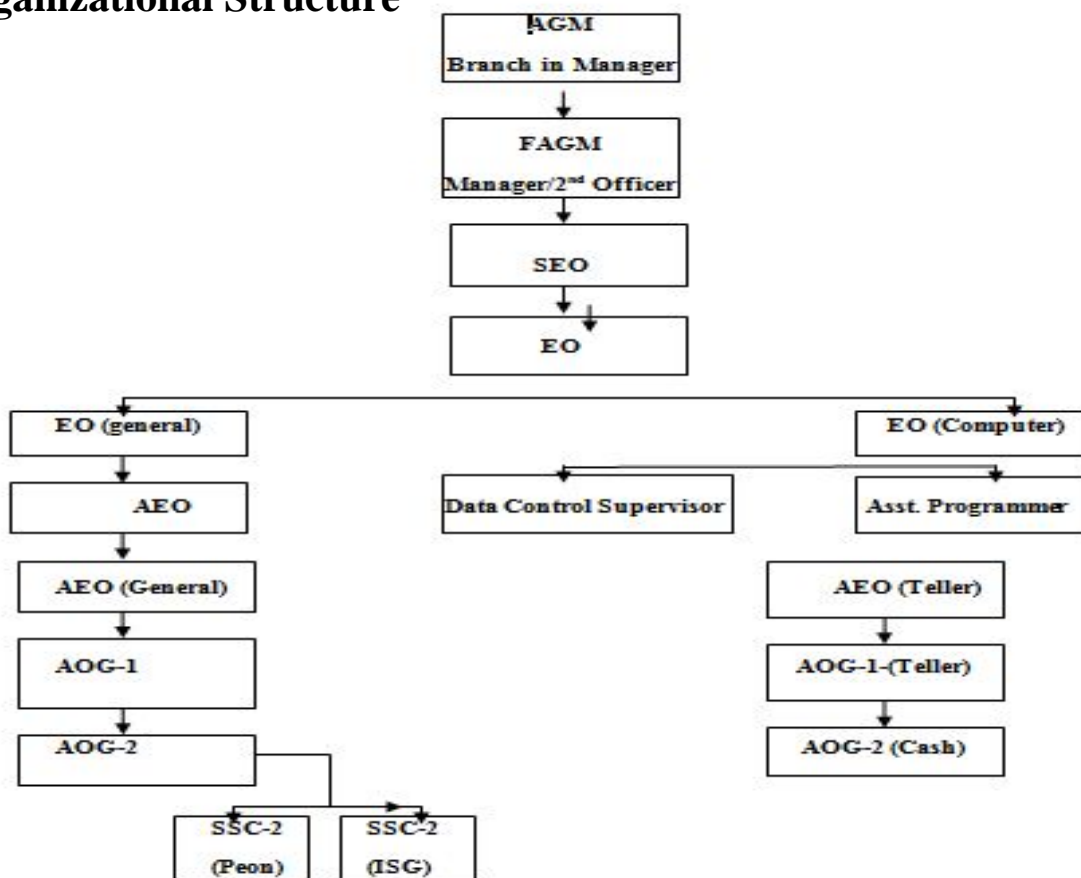 ganizational Structure
AGM
Branch in Manager
FAGM
Manager/2nd Officer
SEO
EO
EO (general)
EO (Computer)
Data Control Supervisor
Asst. Programmer
AEO
AEO (General)
AEO (Teller)
AOG-1
AOG-1-(Teller)
AOG-2
AOG-2 (Cash)
SSC-2
(Peon)
SSC-2
(ISG)